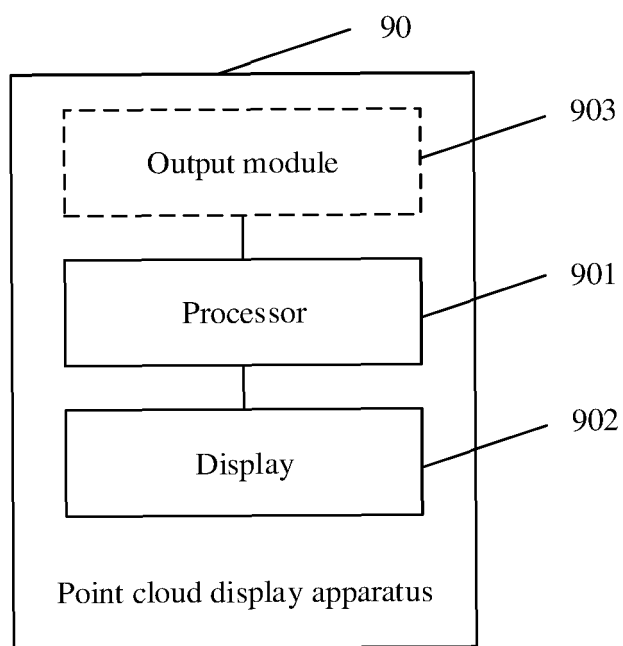 90
903
Output module
901
Processor
902
Display
Point cloud display apparatus